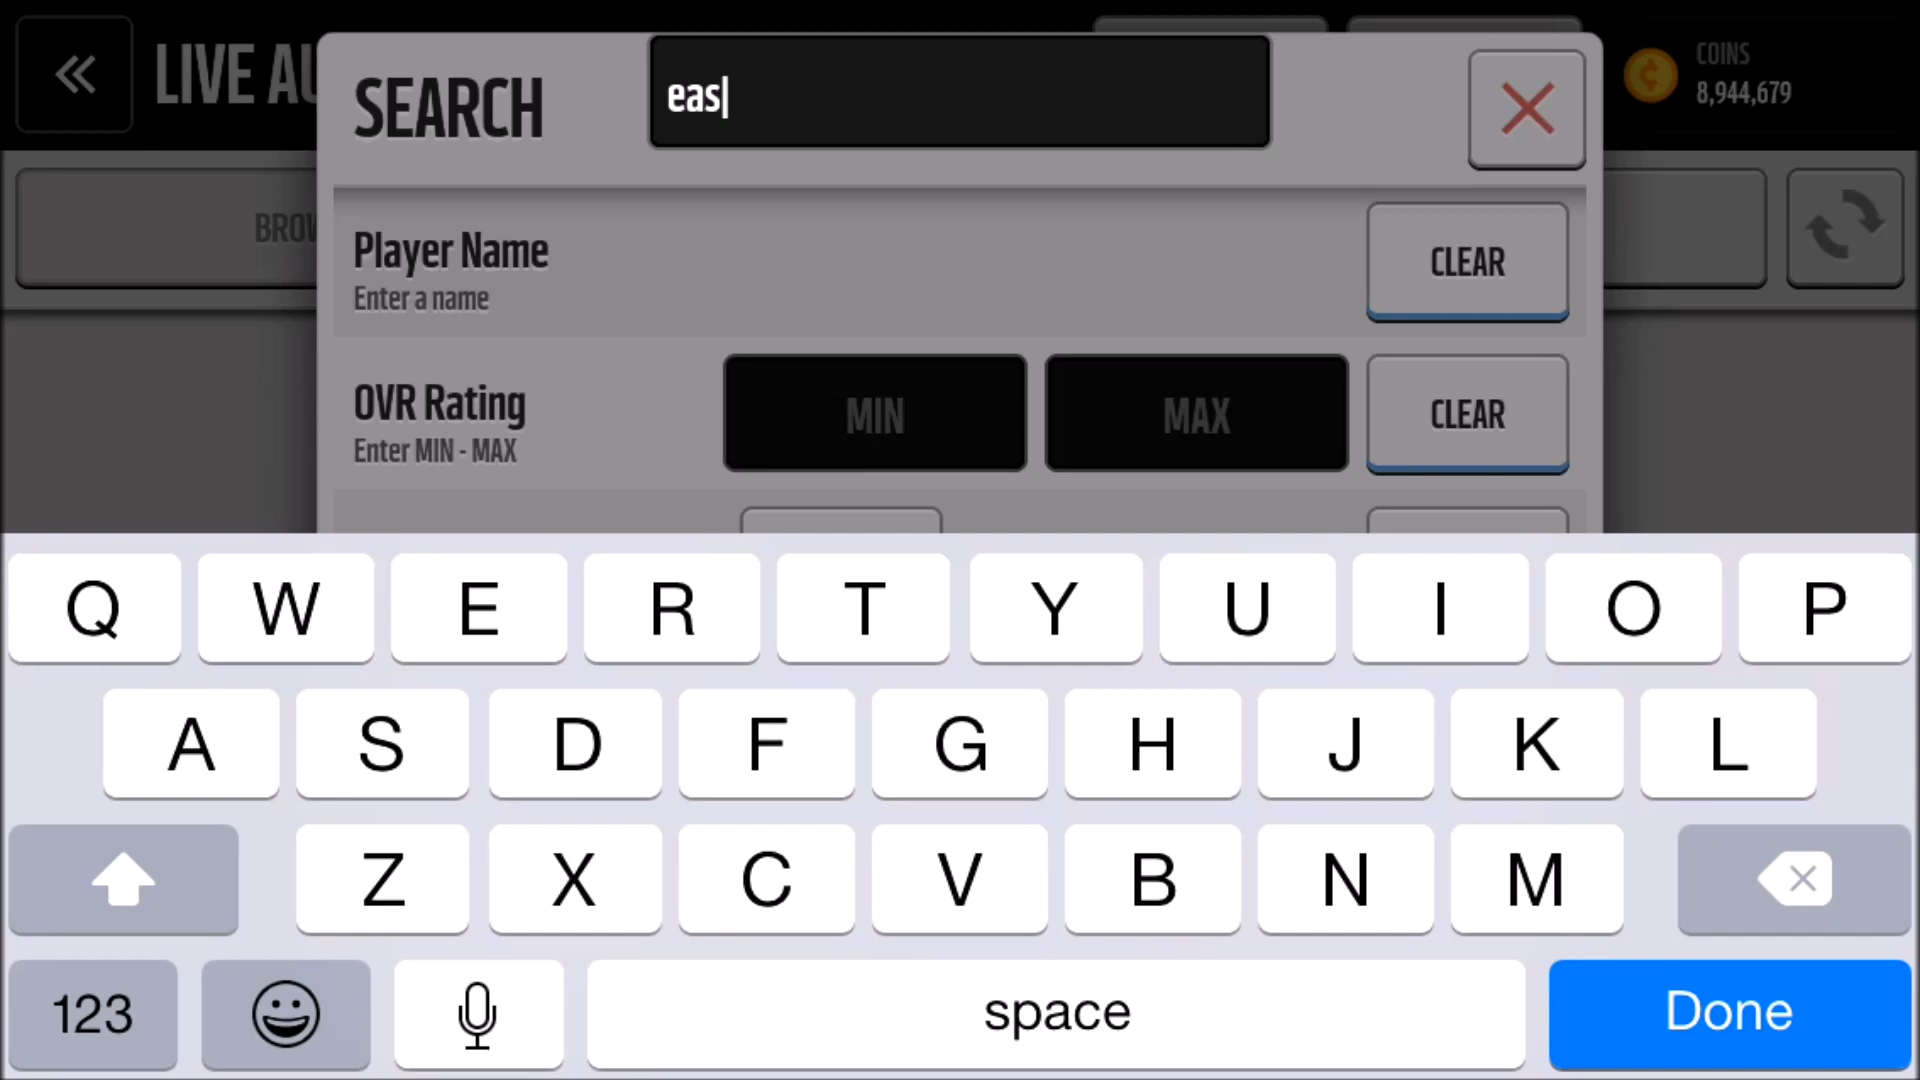 LIVE AU
SEARCH
eas
COINS
8,944,679
BROW
Player Name
Enter a name
CLEAR
OVR Rating
Enter MIN - MAX
MIN
MAX
CLEAR
Q W E R T Y U I O P
A S D F G H J K L
Z X C V B N M
123
space
Done